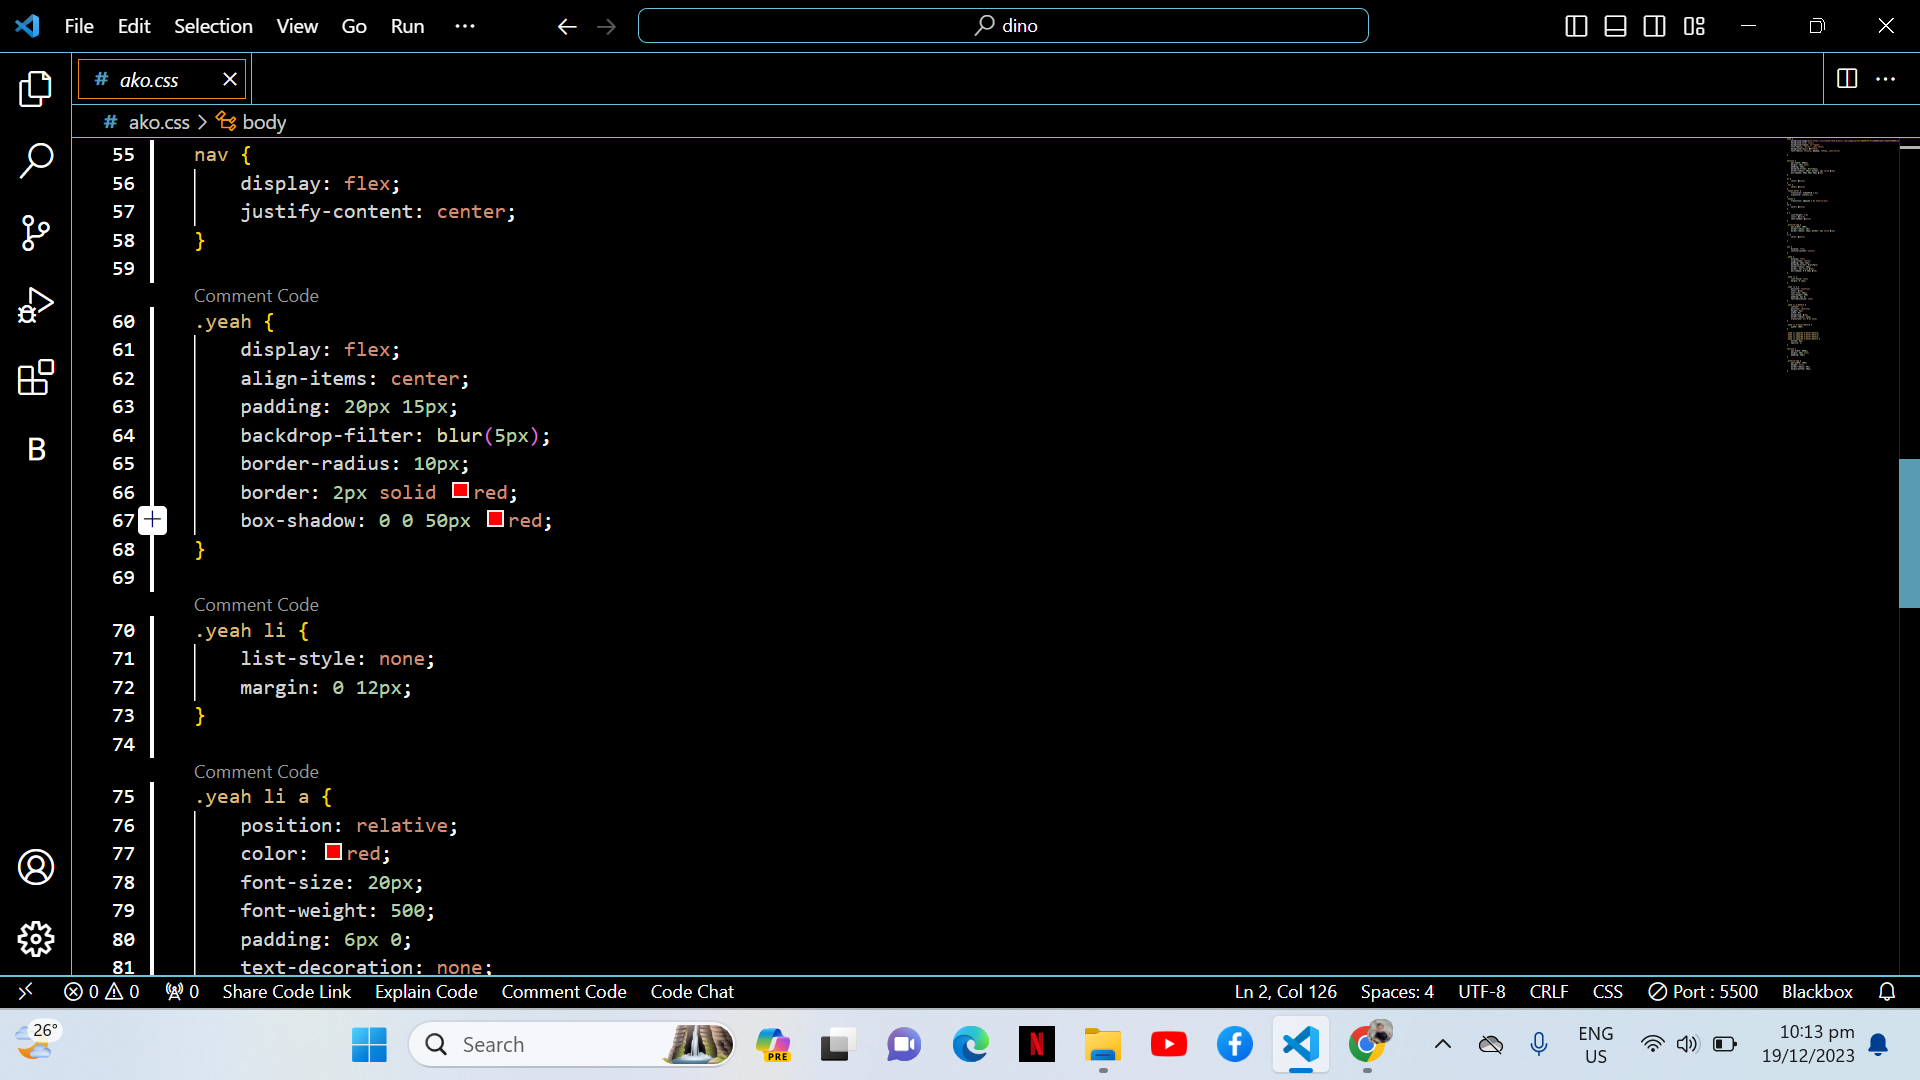 File Edit Selection View Go Run ··· dino
# ako.css
# ako.css > body
55 nav {
56 display: flex;
57 justify-content: center;
58 }
59
Comment Code
60 .yeah {
61 display: flex;
62 align-items: center;
63 padding: 20px 15px;
64 backdrop-filter: blur(5px);
65 border-radius: 10px;
66 border: 2px solid red;
67 box-shadow: 0 0 50px red;
68 }
69
Comment Code
70 .yeah li {
71 list-style: none;
72 margin: 0 12px;
73 }
74
Comment Code
75 .yeah li a {
76 position: relative;
77 color: red;
78 font-size: 20px;
79 font-weight: 500;
80 padding: 6px 0;
81 text-decoration: none;
B
0 0 0 Share Code Link Explain Code Comment Code Code Chat Ln 2, Col 126 Spaces: 4 UTF-8 CRLF CSS Port : 5500 Blackbox
26° Search PRE N ENG US 10:13 pm
19/12/2023